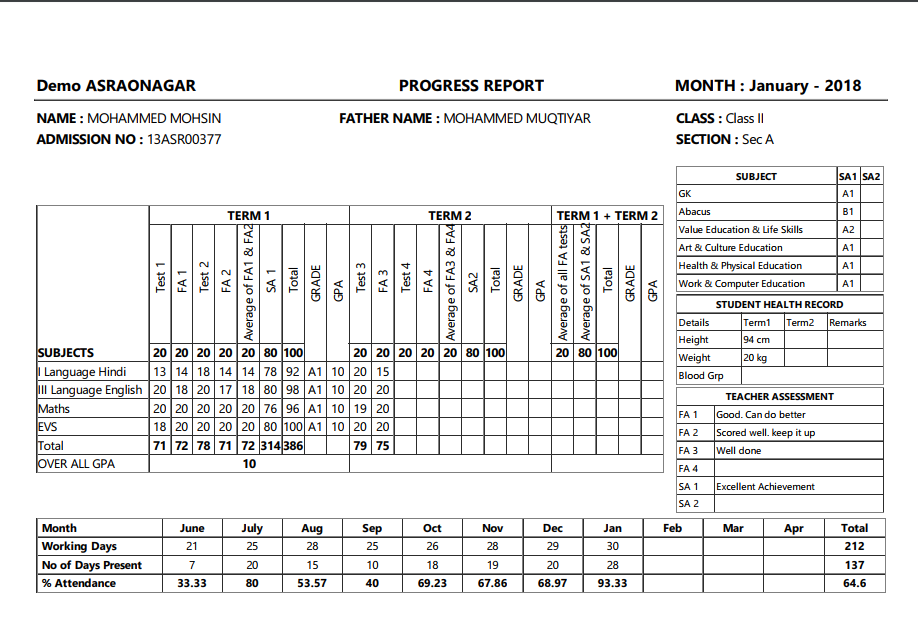 Demo ASRAONAGAR PROGRESS REPORT MONTH : January - 2018
NAME : MOHAMMED MOHSIN FATHER NAME : MOHAMMED MUQTIYAR CLASS : Class II
ADMISSION NO : 13ASR00377 SECTION : Sec A
TERM 1 TERM 2 TERM 1 + TERM 2
SUBJECTS Test 1 FA 1 Test 2 FA 2 Average of FA1 & FA2 SA 1 Total GRADE GPA Test 3 FA 3 Test 4 FA 4 Average of FA3 & FA4 SA2 Total GRADE GPA Average of all FA tests Average of SA1 & SA2 Total GRADE GPA
20 20 20 20 20 80 100 20 20 20 20 20 80 100 20 80 100
I Language Hindi 13 14 18 14 14 78 92 A1 10 20 15
III Language English 20 18 20 17 18 80 98 A1 10 20 20
Maths 20 20 20 20 20 76 96 A1 10 19 20
EVS 18 20 20 20 20 80 100 A1 10 20 20
Total 71 72 78 71 72 314 386 79 75
OVER ALL GPA 10
SUBJECT SA1 SA2
GK A1
Abacus B1
Value Education & Life Skills A2
Art & Culture Education A1
Health & Physical Education A1
Work & Computer Education A1
STUDENT HEALTH RECORD
Details Term1 Term2 Remarks
Height 94 cm
Weight 20 kg
Blood Grp
TEACHER ASSESSMENT
FA 1 Good. Can do better
FA 2 Scored well. keep it up
FA 3 Well done
FA 4
SA 1 Excellent Achievement
SA 2
Month June July Aug Sep Oct Nov Dec Jan Feb Mar Apr Total
Working Days 21 25 28 25 26 28 29 30 212
No of Days Present 7 20 15 10 18 19 20 28 137
% Attendance 33.33 80 53.57 40 69.23 67.86 68.97 93.33 64.6